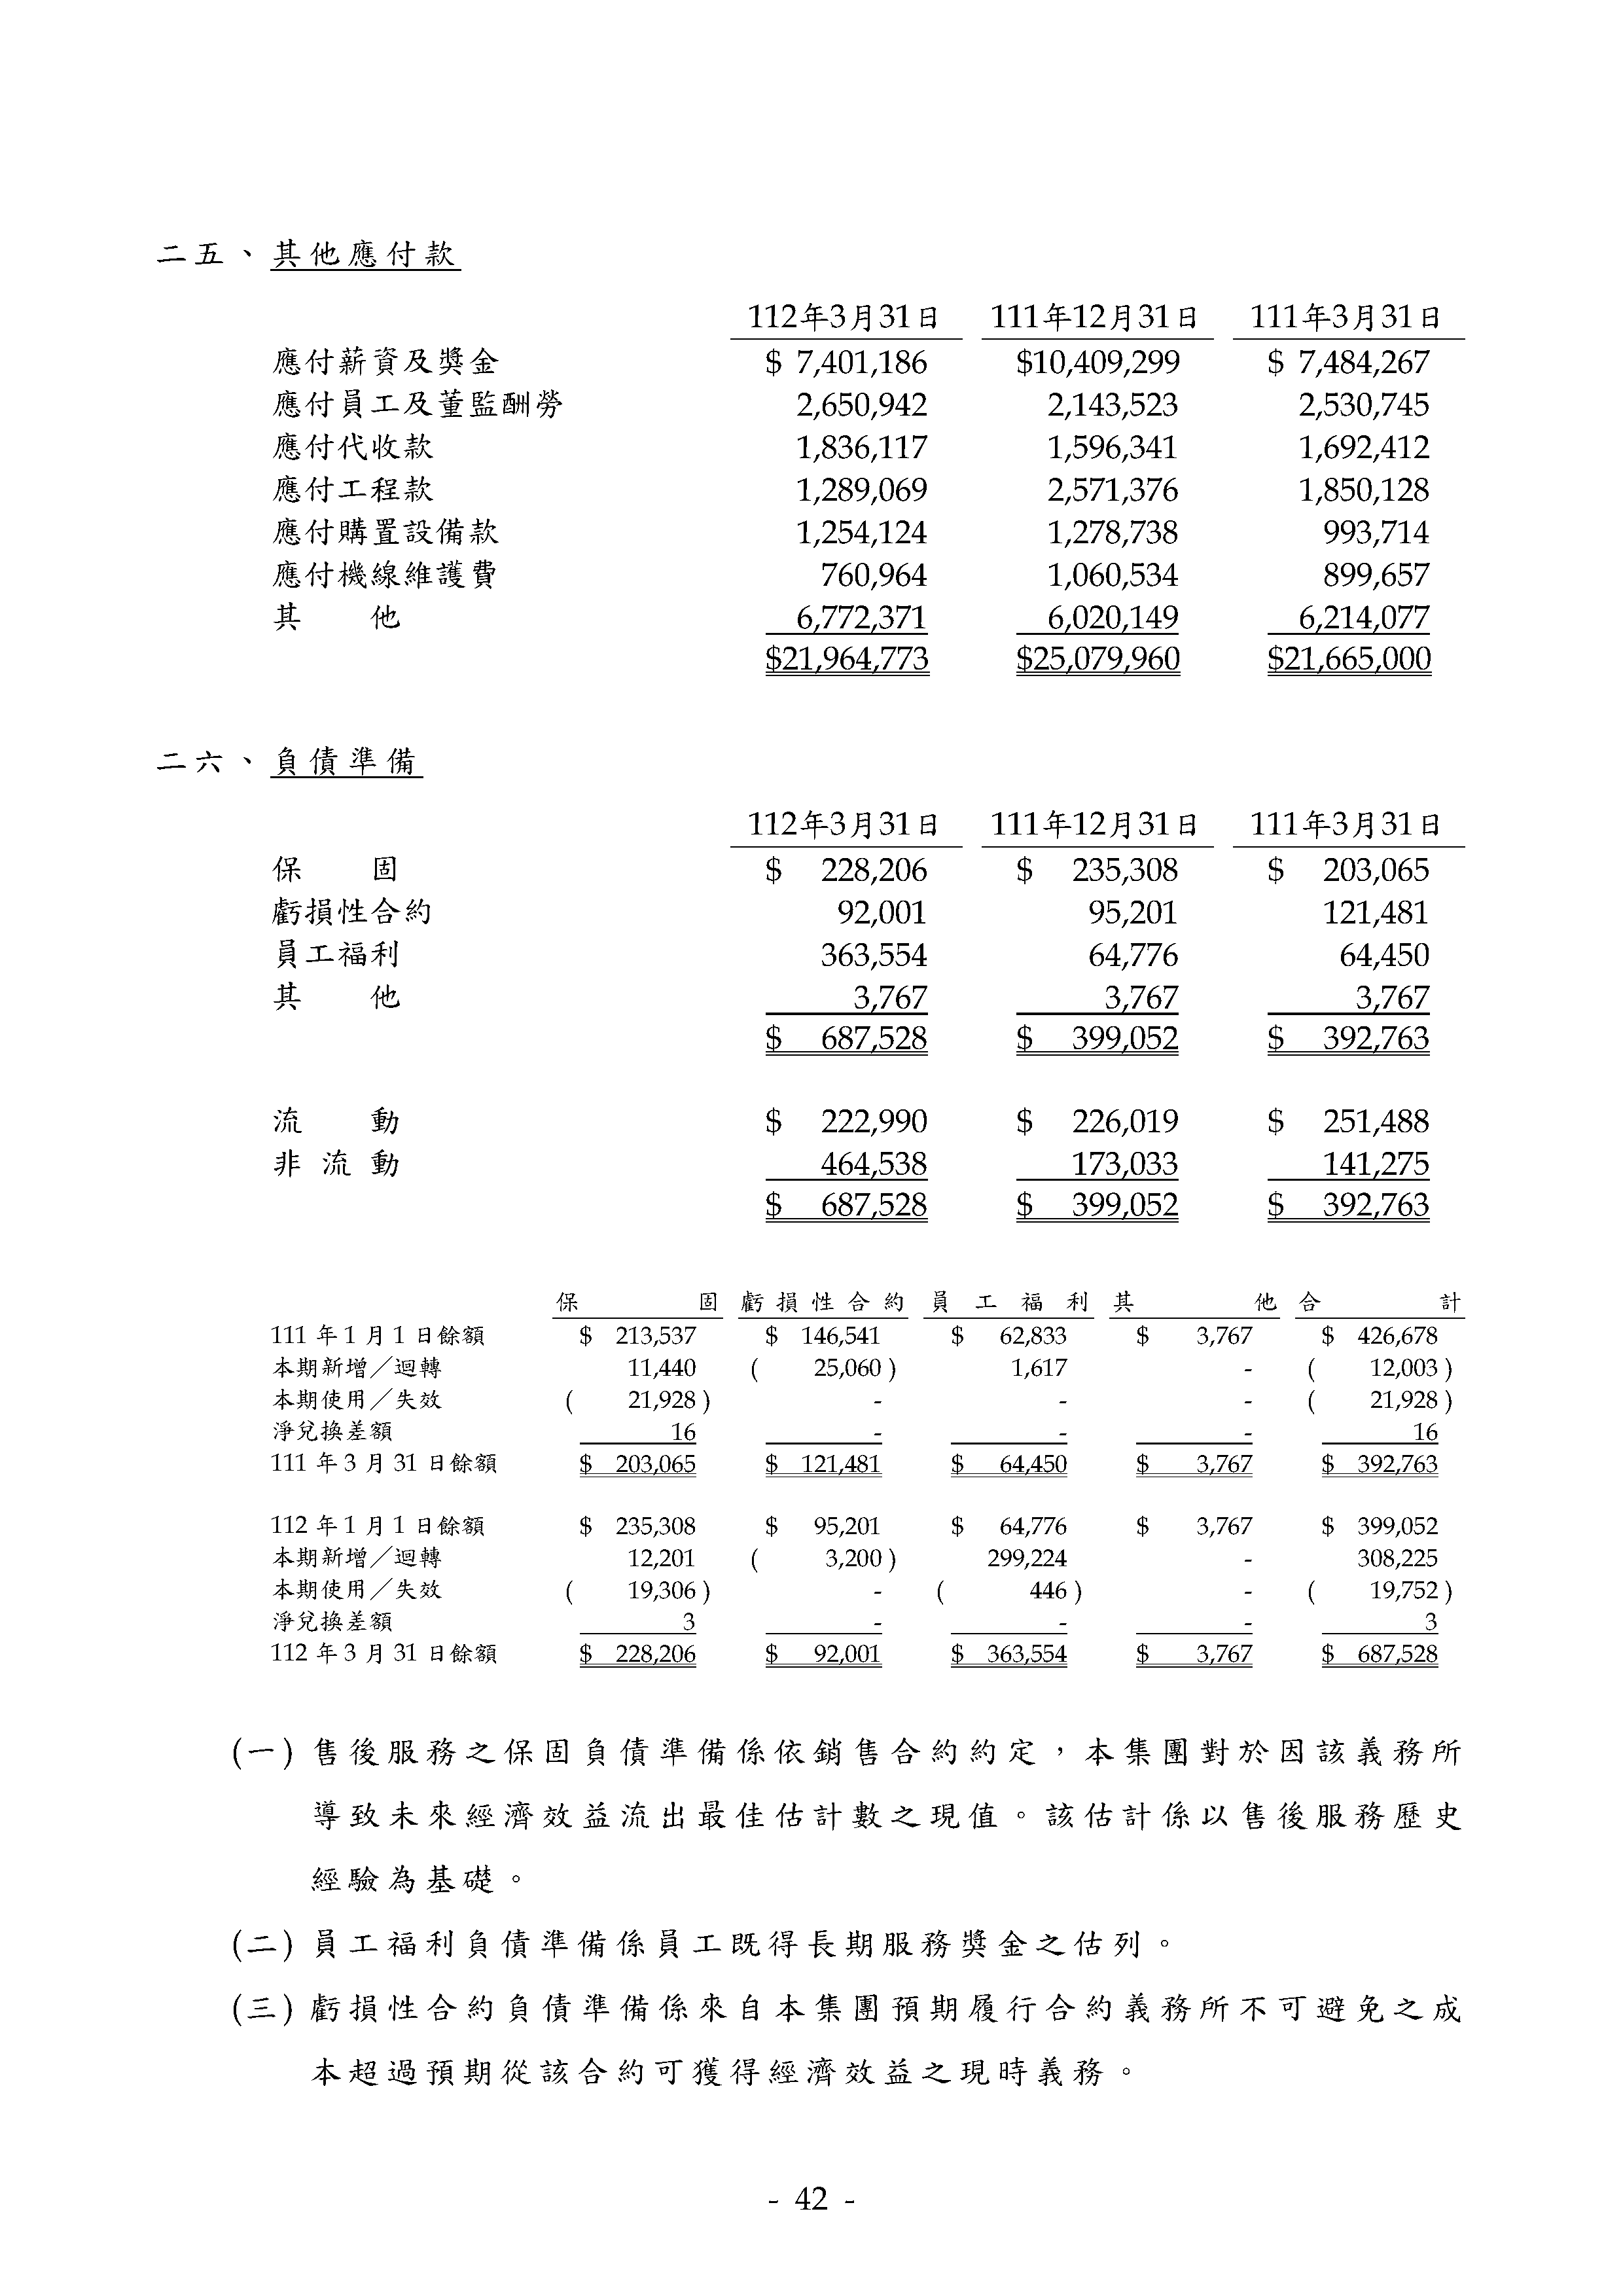 二五、其他應付款
112年3月31日 111年12月31日 111年3月31日
應付薪資及獎金 $ 7,401,186 $10,409,299 $ 7,484,267
應付員工及董監酬勞 2,650,942 2,143,523 2,530,745
應付代收款 1,836,117 1,596,341 1,692,412
應付工程款 1,289,069 2,571,376 1,850,128
應付購置設備款 1,254,124 1,278,738 993,714
應付機線維護費 760,964 1,060,534 899,657
其 他 6,772,371 6,020,149 6,214,077
$21,964,773 $25,079,960 $21,665,000
二六、負債準備
112年3月31日 111年12月31日 111年3月31日
保 固 $ 228,206 $ 235,308 $ 203,065
虧損性合約 92,001 95,201 121,481
員工福利 363,554 64,776 64,450
其 他 3,767 3,767 3,767
$ 687,528 $ 399,052 $ 392,763
流 動 $ 222,990 $ 226,019 $ 251,488
非 流 動 464,538 173,033 141,275
$ 687,528 $ 399,052 $ 392,763
保 固 虧損性合約 員工福利 其 他 合 計
111 年 1 月 1 日餘額 $ 213,537 $ 146,541 $ 62,833 $ 3,767 $ 426,678
本期新增／迴轉 11,440 ( 25,060 ) 1,617 - ( 12,003 )
本期使用／失效 ( 21,928 ) - - - ( 21,928 )
淨兌換差額 16 - - - 16
111 年 3 月 31 日餘額 $ 203,065 $ 121,481 $ 64,450 $ 3,767 $ 392,763
112 年 1 月 1 日餘額 $ 235,308 $ 95,201 $ 64,776 $ 3,767 $ 399,052
本期新增／迴轉 12,201 ( 3,200 ) 299,224 - 308,225
本期使用／失效 ( 19,306 ) - ( 446 ) - ( 19,752 )
淨兌換差額 3 - - - 3
112 年 3 月 31 日餘額 $ 228,206 $ 92,001 $ 363,554 $ 3,767 $ 687,528
(一) 售後服務之保固負債準備係依銷售合約約定，本集團對於因該義務所
導致未來經濟效益流出最佳估計數之現值。該估計係以售後服務歷史
經驗為基礎。
(二) 員工福利負債準備係員工既得長期服務獎金之估列。
(三) 虧損性合約負債準備係來自本集團預期履行合約義務所不可避免之成
本超過預期從該合約可獲得經濟效益之現時義務。
- 42 -